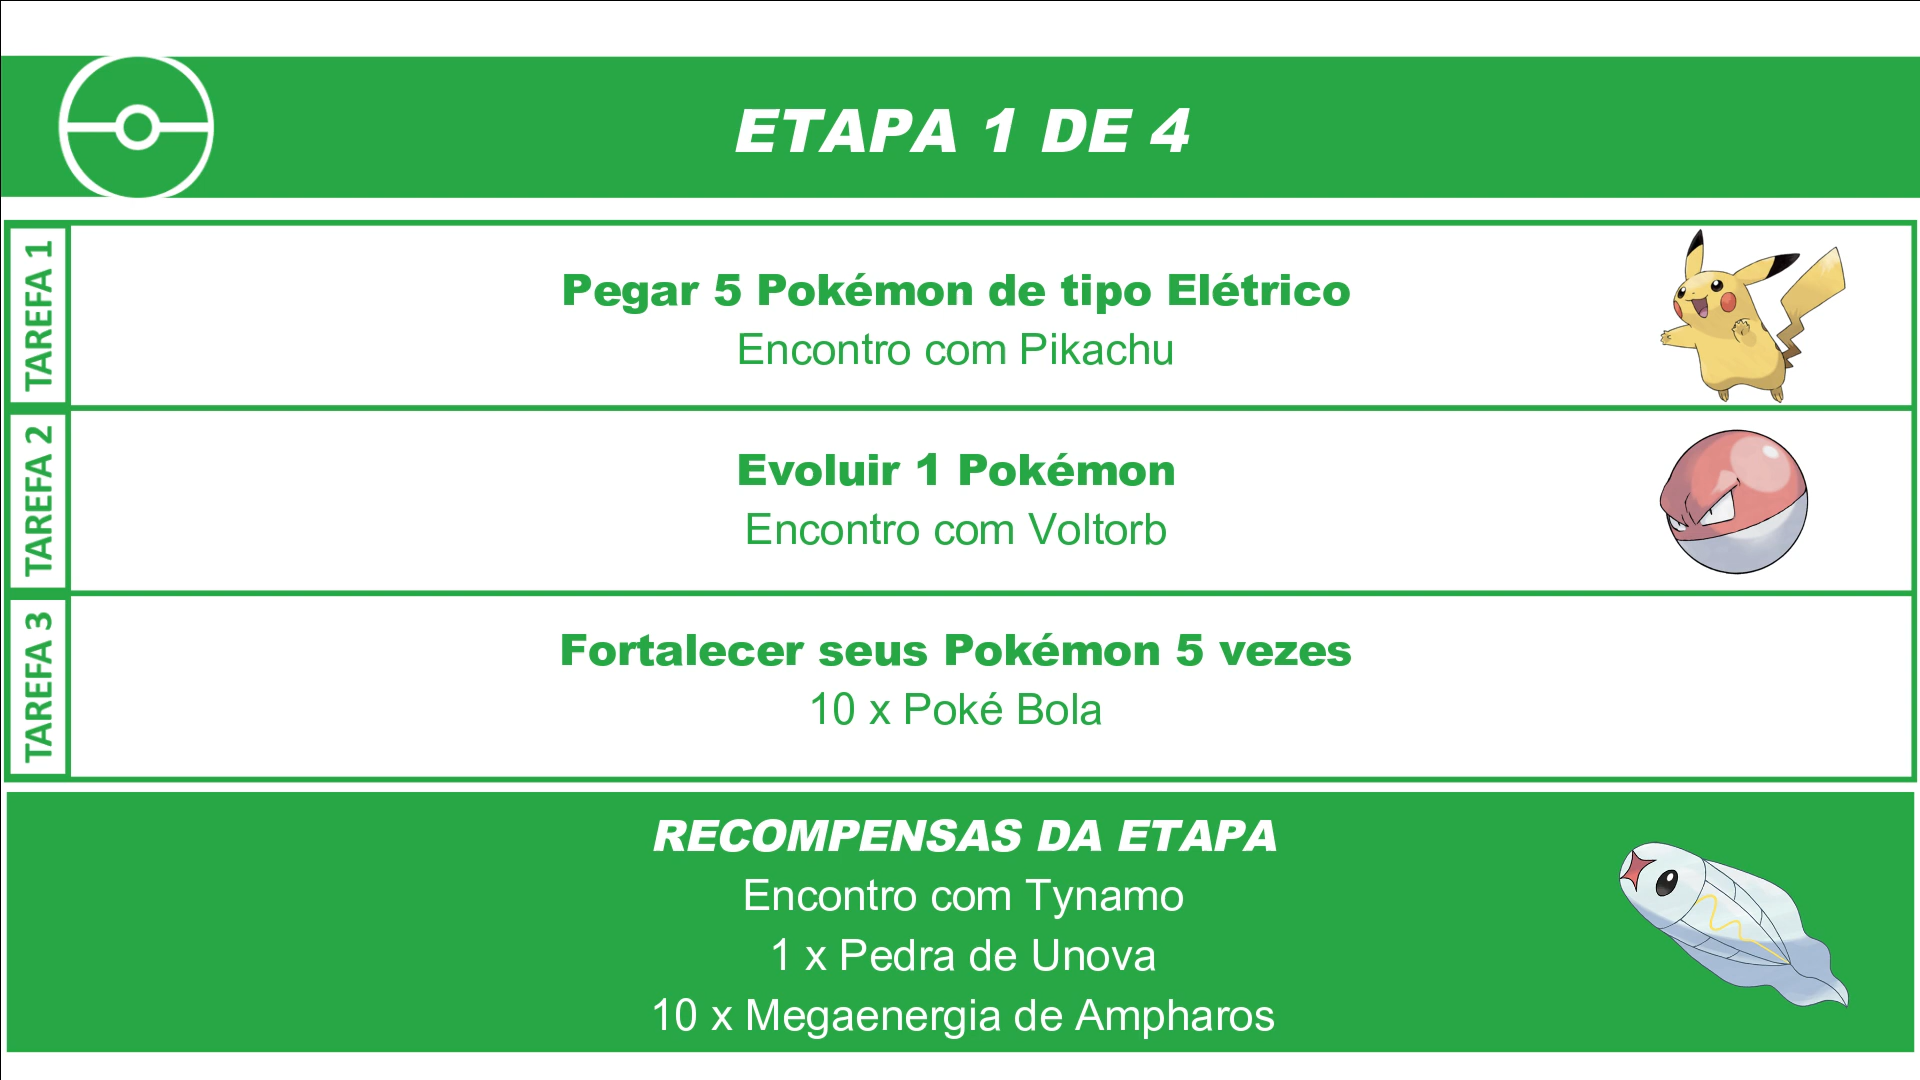 ETAPA 1 DE 4
TAREFA 1
Pegar 5 Pokémon de tipo Elétrico
Encontro com Pikachu
TAREFA 2
Evoluir 1 Pokémon
Encontro com Voltorb
TAREFA 3
Fortalecer seus Pokémon 5 vezes
10 x Poké Bola
RECOMPENSAS DA ETAPA
Encontro com Tynamo
1 x Pedra de Unova
10 x Megaenergia de Ampharos